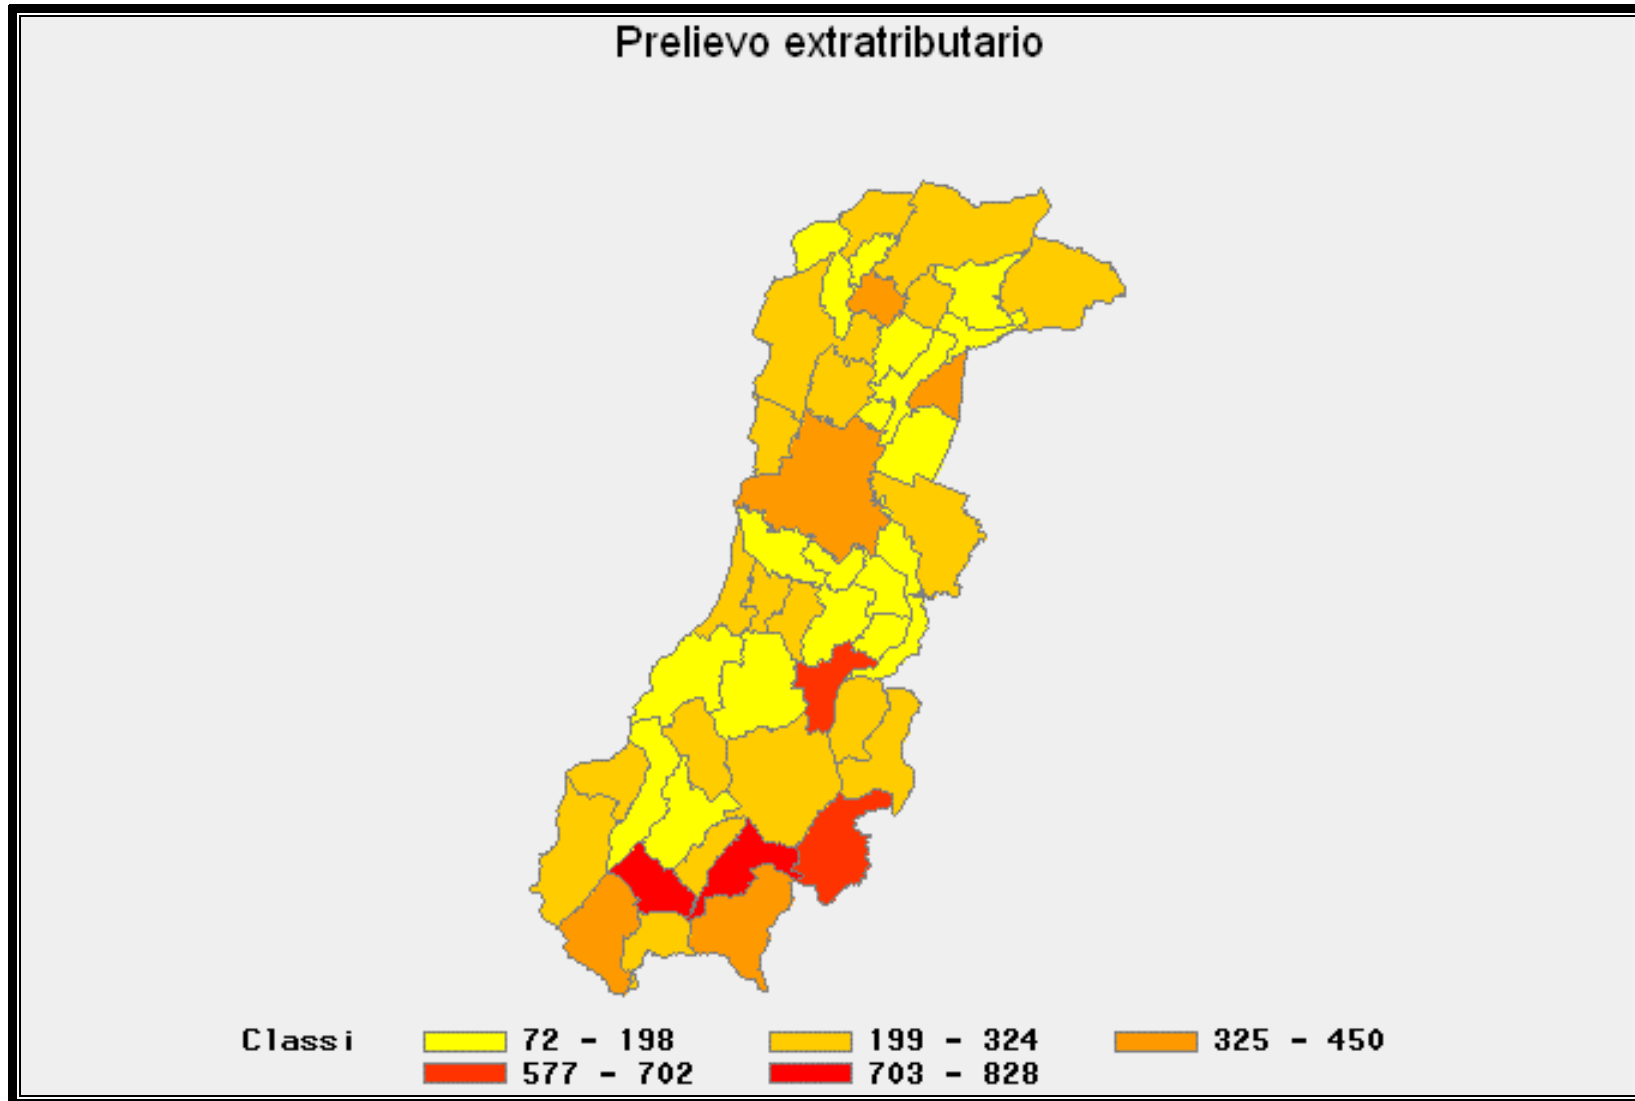 Prelievo extratributario
Classi 72 - 198 199 - 324 325 - 450
577 - 702 703 - 828